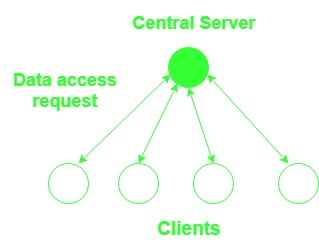 Central Server
Data access
request
Clients